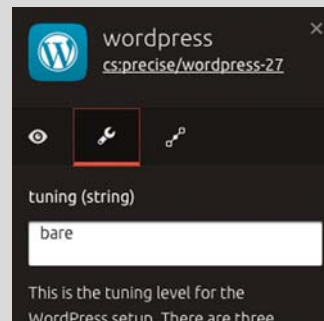 wordpress
cs:precise/wordpress-27
tuning (string)
bare
This is the tuning level for the
WordPress setup. There are three